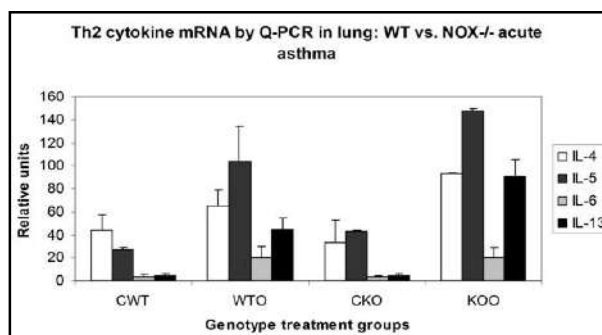 Th2 cytokine mRNA by Q-PCR in lung: WT vs. NOX-/- acute
asthma
160
140
120
100
80
60
40
20
0
Relative units
CWT
WTO
CKO
KOO
Genotype treatment groups
IL-4
IL-5
IL-6
IL-13